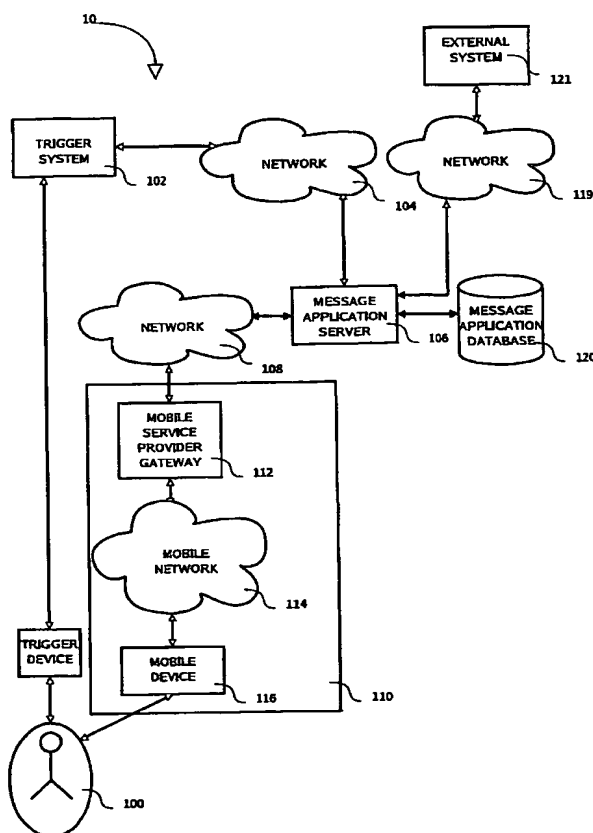 10
EXTERNAL
SYSTEM
121
TRIGGER
SYSTEM
102
NETWORK
104
NETWORK
119
MESSAGE
APPLICATION
SERVER
106
MESSAGE
APPLICATION
DATABASE
120
NETWORK
108
MOBILE
SERVICE
PROVIDER
GATEWAY
112
MOBILE
NETWORK
114
TRIGGER
DEVICE
MOBILE
DEVICE
116
110
100